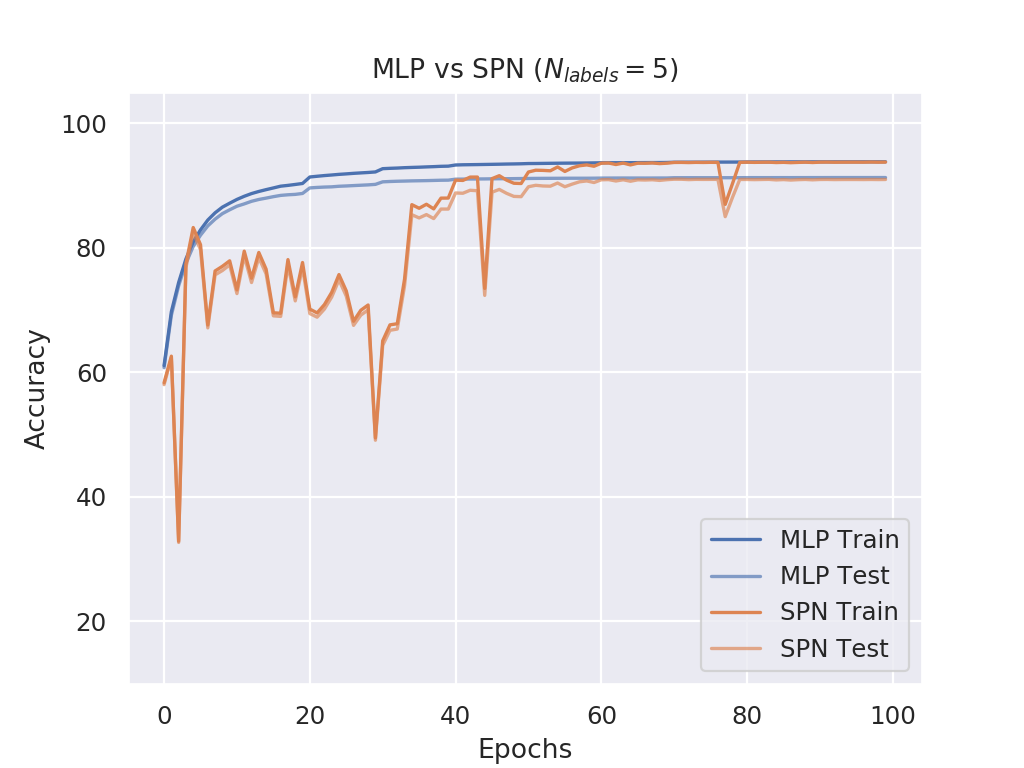 MLP vs SPN (N_labels = 5)
100
80
60
40
20
Accuracy
0 20 40 60 80 100
Epochs
MLP Train
MLP Test
SPN Train
SPN Test